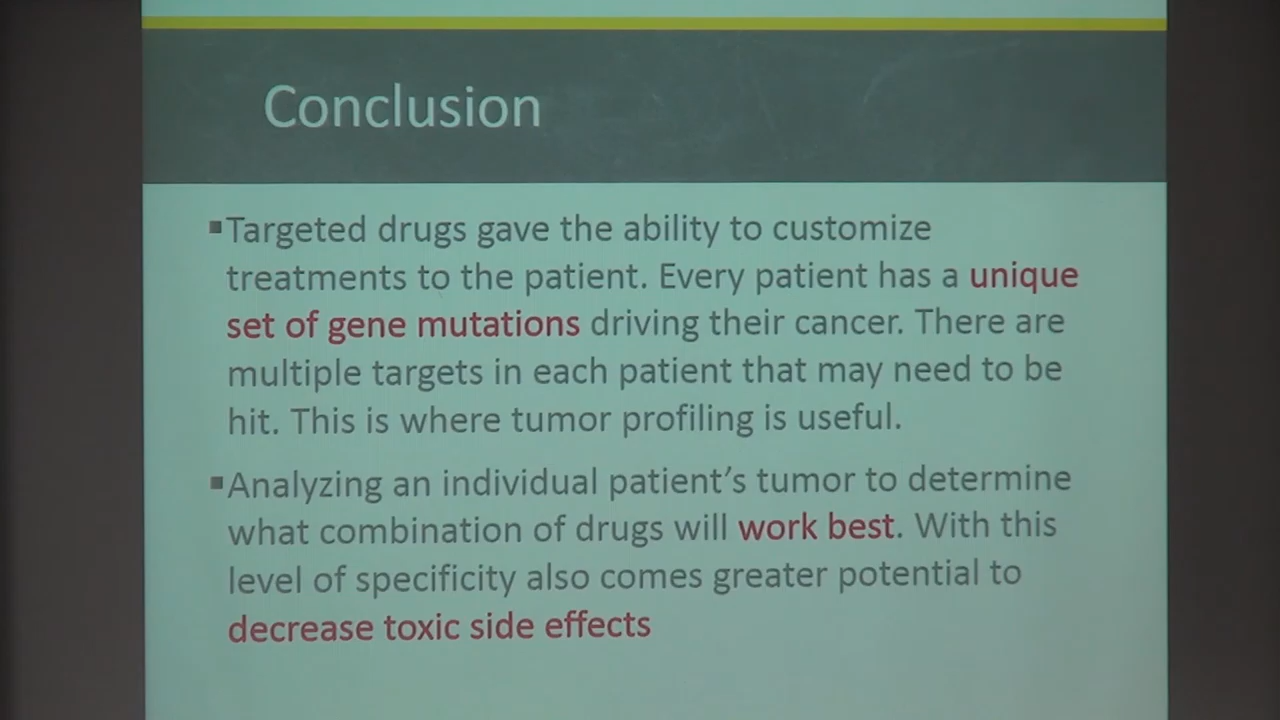 Conclusion
▪Targeted drugs gave the ability to customize
treatments to the patient. Every patient has a unique
set of gene mutations driving their cancer. There are
multiple targets in each patient that may need to be
hit. This is where tumor profiling is useful.
▪Analyzing an individual patient’s tumor to determine
what combination of drugs will work best. With this
level of specificity also comes greater potential to
decrease toxic side effects